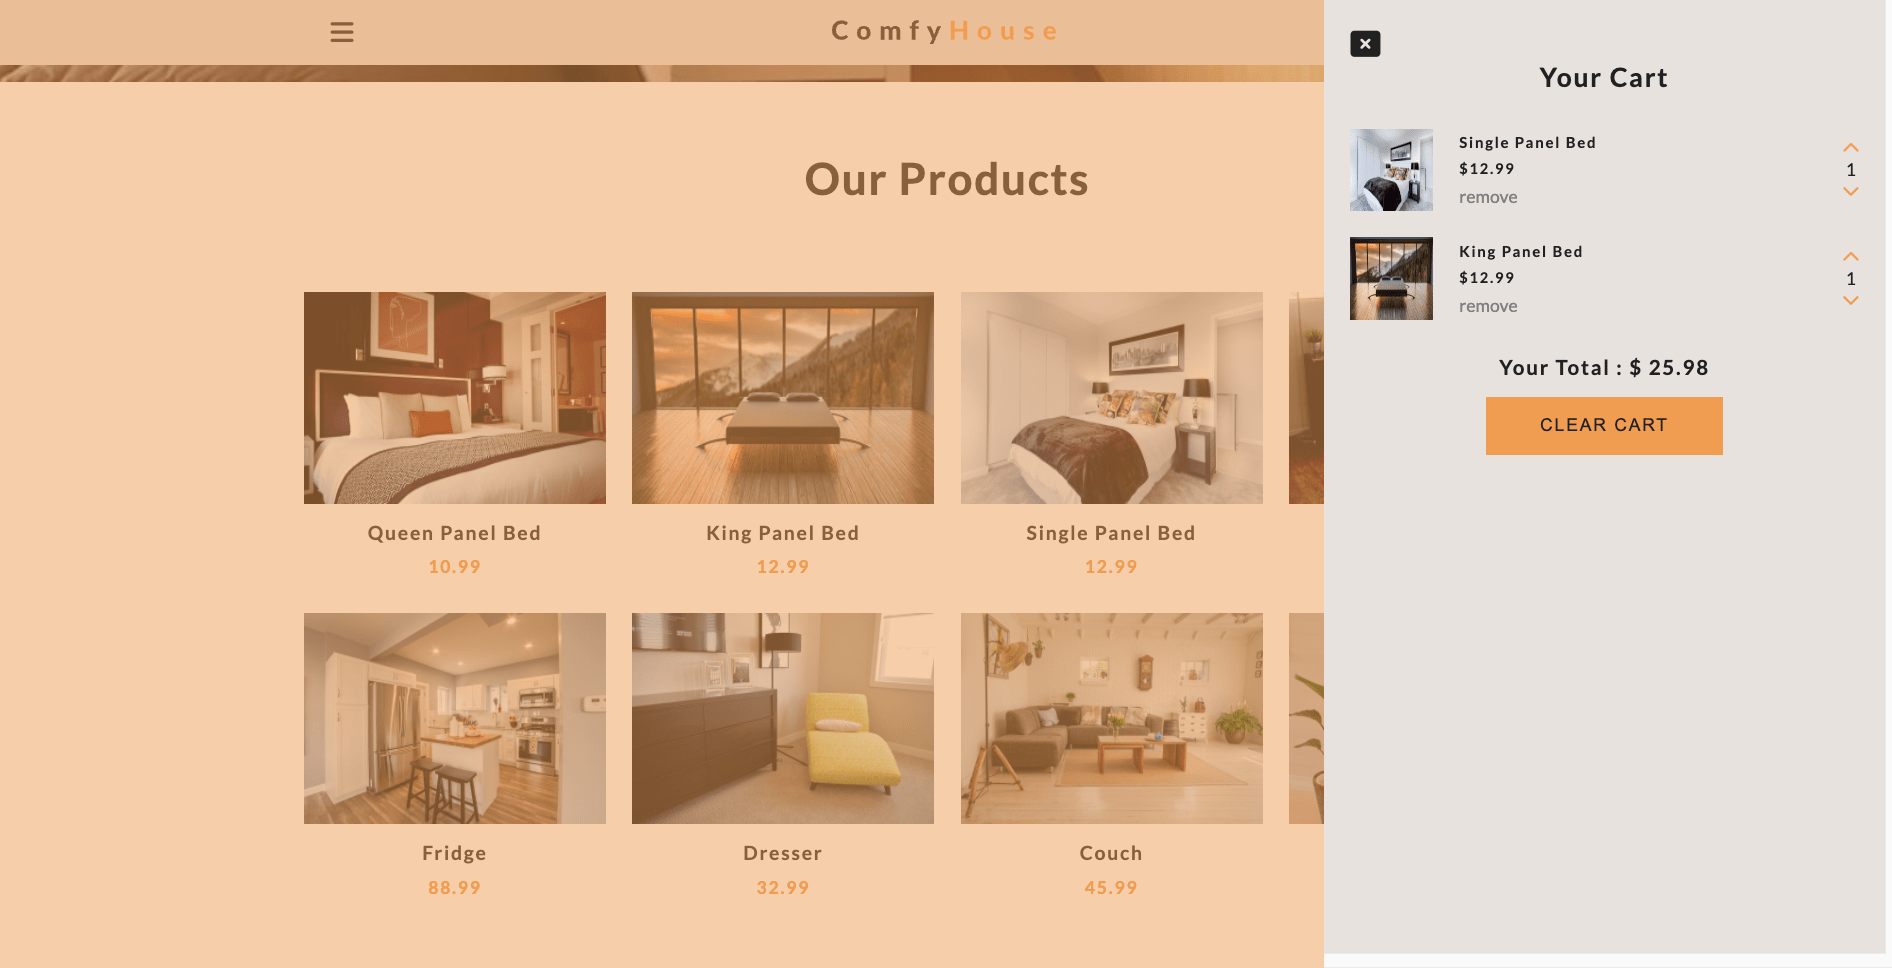 ComfyHouse
Our Products
Queen Panel Bed
10.99
King Panel Bed
12.99
Single Panel Bed
12.99
Fridge
88.99
Dresser
32.99
Couch
45.99
Your Cart
Single Panel Bed
$12.99
remove
1
King Panel Bed
$12.99
remove
1
Your Total : $ 25.98
CLEAR CART